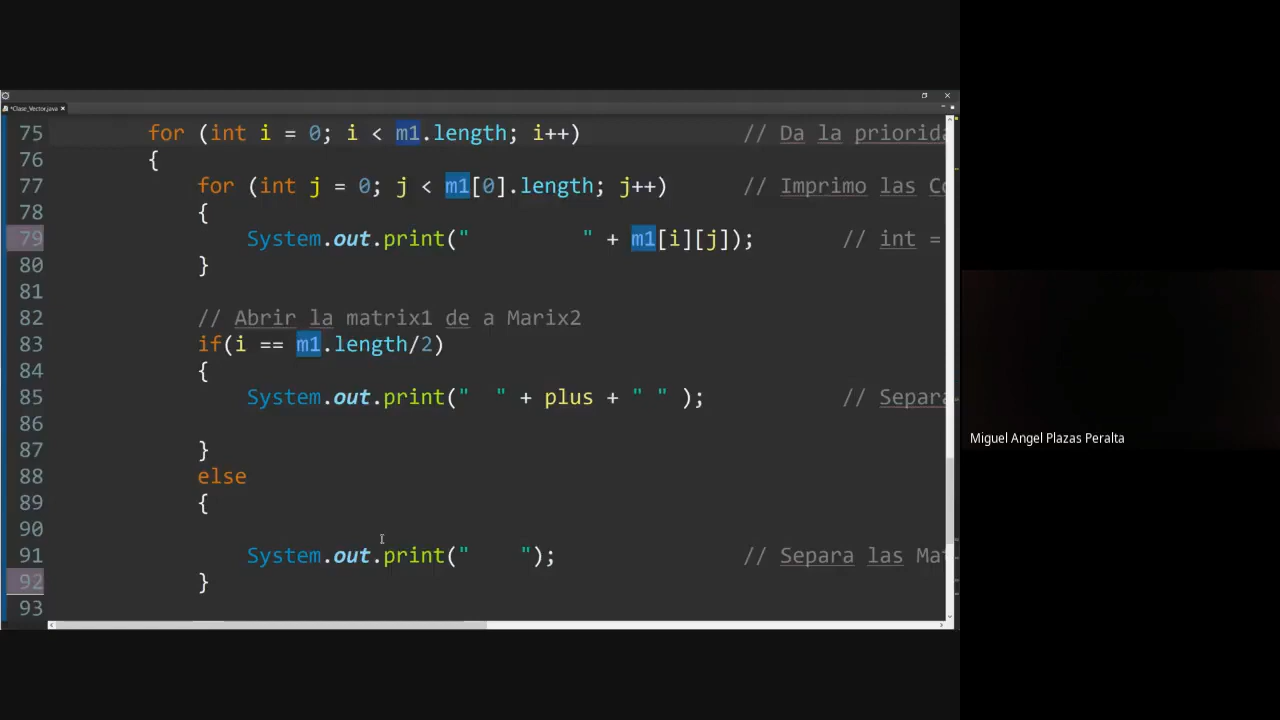 *Clase_Vector.java
75 for (int i = 0; i < m1.length; i++) // Da la priorida
76 {
77 for (int j = 0; j < m1[0].length; j++) // Imprimo las Co
78 {
79 System.out.print("          " + m1[i][j]); // int =
80 }
81
82 // Abrir la matrix1 de a Marix2
83 if(i == m1.length/2)
84 {
85 System.out.print("  " + plus + " " ); // Separa
86
87 }
88 else
89 {
90
91 System.out.print("    "); // Separa las Mat
92 }
93
Miguel Angel Plazas Peralta